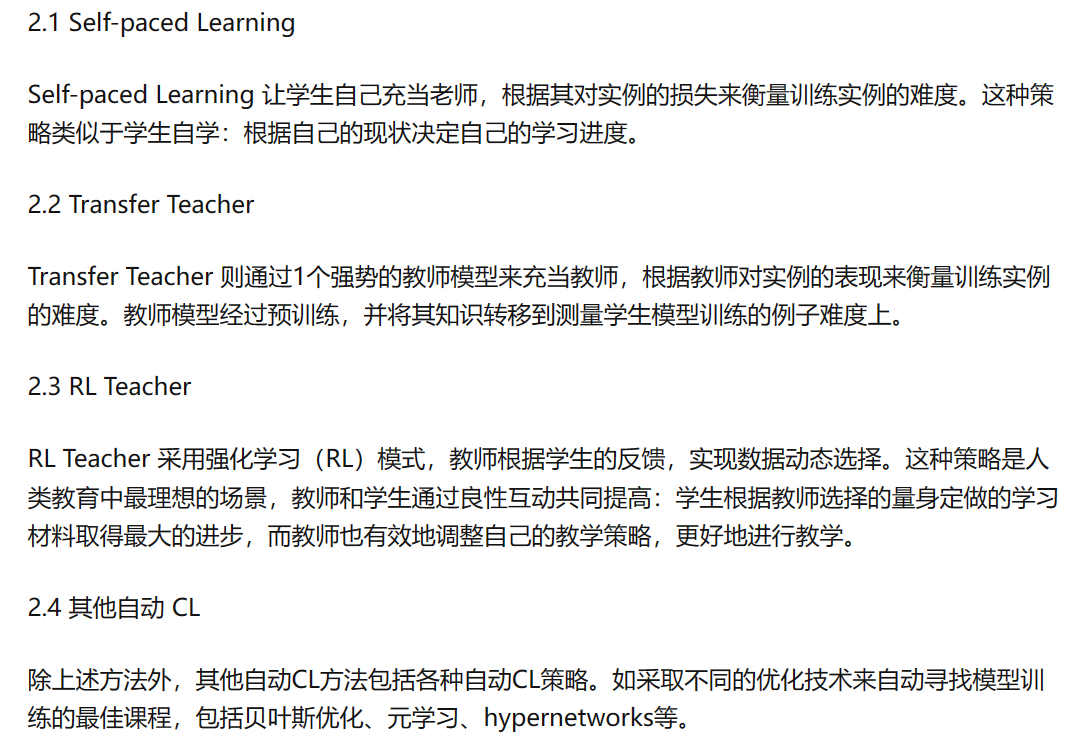 2.1 Self-paced Learning
Self-paced Learning 让学生自己充当老师，根据其对实例的损失来衡量训练实例的难度。这种策
略类似于学生自学：根据自己的现状决定自己的学习进度。
2.2 Transfer Teacher
Transfer Teacher 则通过1个强势的教师模型来充当教师，根据教师对实例的表现来衡量训练实例
的难度。教师模型经过预训练，并将其知识转移到测量学生模型训练的例子难度上。
2.3 RL Teacher
RL Teacher 采用强化学习（RL）模式，教师根据学生的反馈，实现数据动态选择。这种策略是人
类教育中最理想的场景，教师和学生通过良性互动共同提高：学生根据教师选择的量身定做的学习
材料取得最大的进步，而教师也有效地调整自己的教学策略，更好地进行教学。
2.4 其他自动 CL
除上述方法外，其他自动CL方法包括各种自动CL策略。如采取不同的优化技术来自动寻找模型训
练的最佳课程，包括贝叶斯优化、元学习、hypernetworks等。